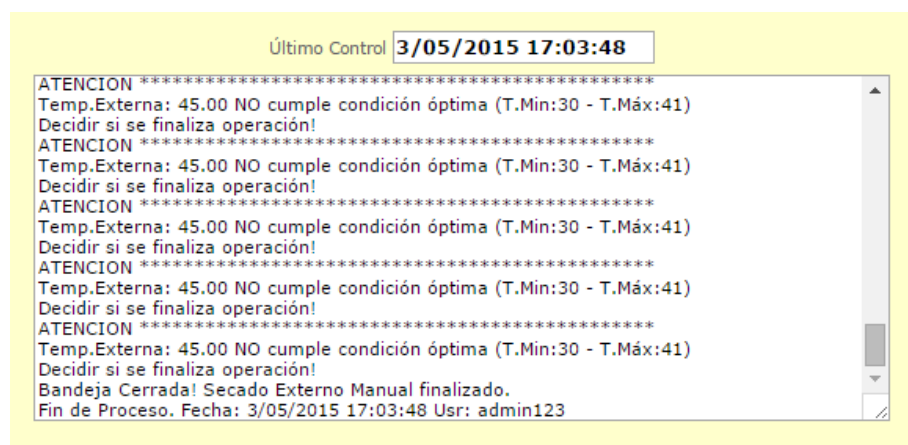 Último Control 3/05/2015 17:03:48
ATENCION ***********************************************
Temp.Externa: 45.00 NO cumple condición óptima (T.Min:30 - T.Máx:41)
Decidir si se finaliza operación!
ATENCION ***********************************************
Temp.Externa: 45.00 NO cumple condición óptima (T.Min:30 - T.Máx:41)
Decidir si se finaliza operación!
ATENCION ***********************************************
Temp.Externa: 45.00 NO cumple condición óptima (T.Min:30 - T.Máx:41)
Decidir si se finaliza operación!
ATENCION ***********************************************
Temp.Externa: 45.00 NO cumple condición óptima (T.Min:30 - T.Máx:41)
Decidir si se finaliza operación!
ATENCION ***********************************************
Temp.Externa: 45.00 NO cumple condición óptima (T.Min:30 - T.Máx:41)
Decidir si se finaliza operación!
Bandeja Cerrada! Secado Externo Manual finalizado.
Fin de Proceso. Fecha: 3/05/2015 17:03:48 Usr: admin123